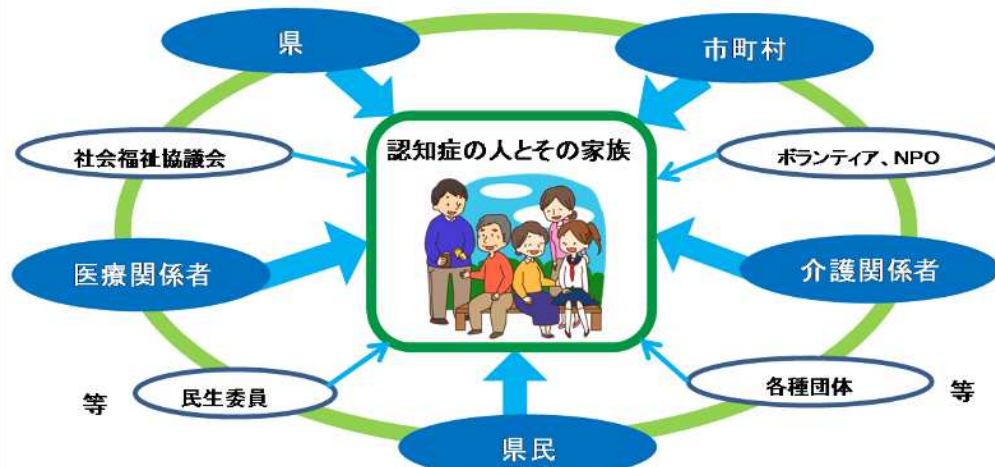 県
市町村
社会福祉協議会
認知症の人とその家族
ボランティア、NPO
医療関係者
介護関係者
等
民生委員
各種団体
等
県民